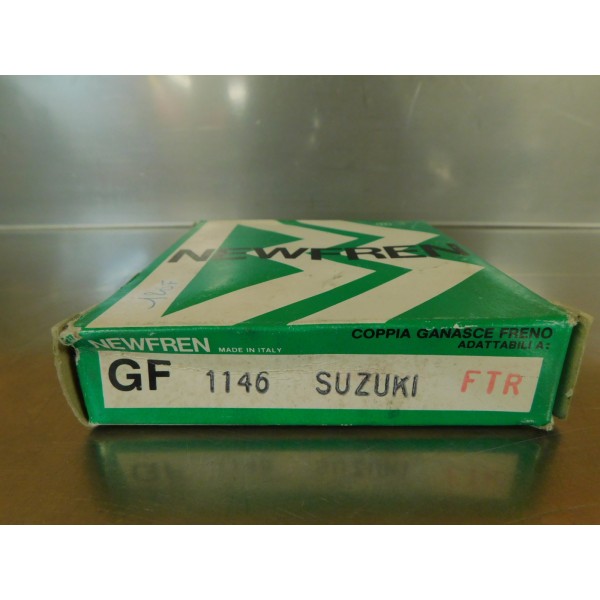 NEWFREN
NEWFREN MADE IN ITALY
COPPIA GANASCE FRENO
ADATTABILI A:
GF 1146 SUZUKI FTR